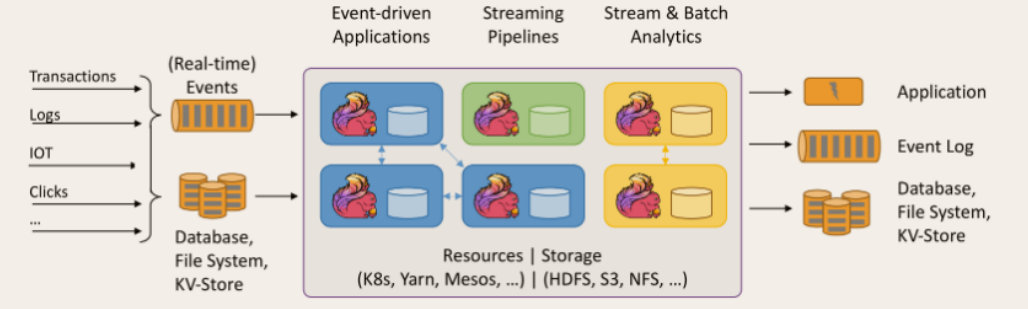 Event-driven
Applications
Streaming
Pipelines
Stream & Batch
Analytics
Transactions
Logs
IOT
Clicks
...
(Real-time)
Events
Database,
File System,
KV-Store
Resources | Storage
(K8s, Yarn, Mesos, ...) | (HDFS, S3, NFS, ...)
Application
Event Log
Database,
File System,
KV-Store